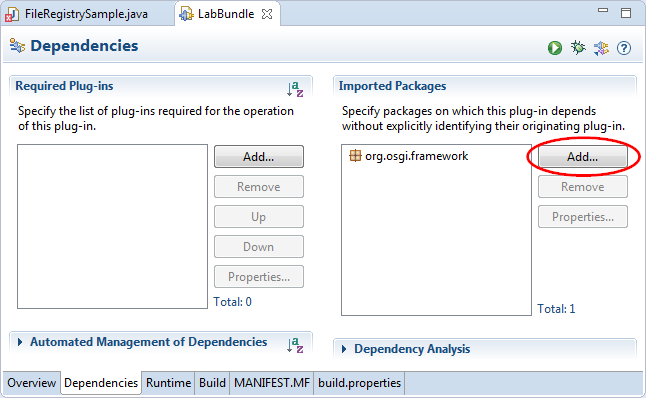 FileRegistrySample.java
LabBundle
Dependencies
Required Plug-ins
Specify the list of plug-ins required for the operation
of this plug-in.
Add...
Remove
Up
Down
Properties...
Total: 0
Automated Management of Dependencies
Imported Packages
Specify packages on which this plug-in depends
without explicitly identifying their originating plug-in.
org.osgi.framework
Add...
Remove
Properties...
Total: 1
Dependency Analysis
Overview Dependencies Runtime Build MANIFEST.MF build.properties